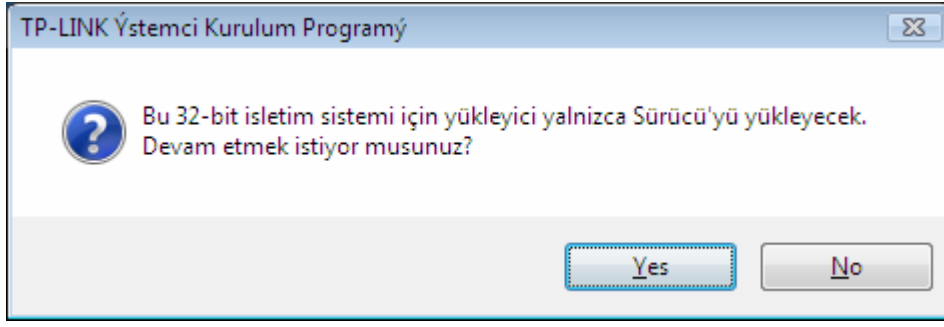 TP-LINK Ýstemci Kurulum Programý
Bu 32-bit isletim sistemi için yükleyici yalnizca Sürücü'yü yükleyecek.
Devam etmek istiyor musunuz?
Yes
No